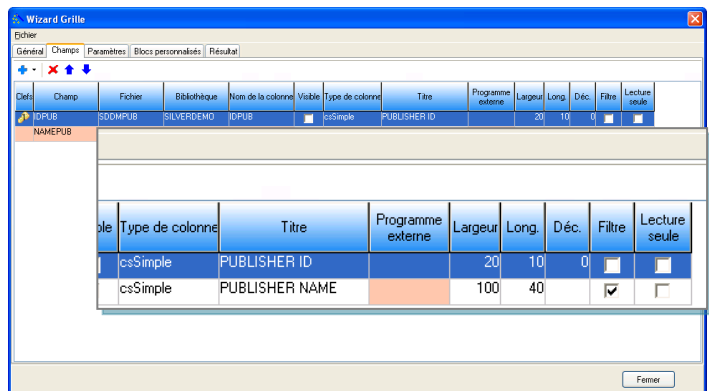 Wizard Grille
Fichier
Général Champs Paramètres Blocs personnalisés Résultat
Clefs Champ Fichier Bibliothèque Nom de la colonne Visible Type de colonne Titre Programme externe Largeur Long. Déc. Filtre Lecture seule
IDPUB SDDMPUB SILVERDEMO IDPUB csSimple PUBLISHER ID 20 10 0
NAMEPUB
ble Type de colonne Titre Programme externe Largeur Long. Déc. Filtre Lecture seule
csSimple PUBLISHER ID 20 10 0
csSimple PUBLISHER NAME 100 40
Fermer